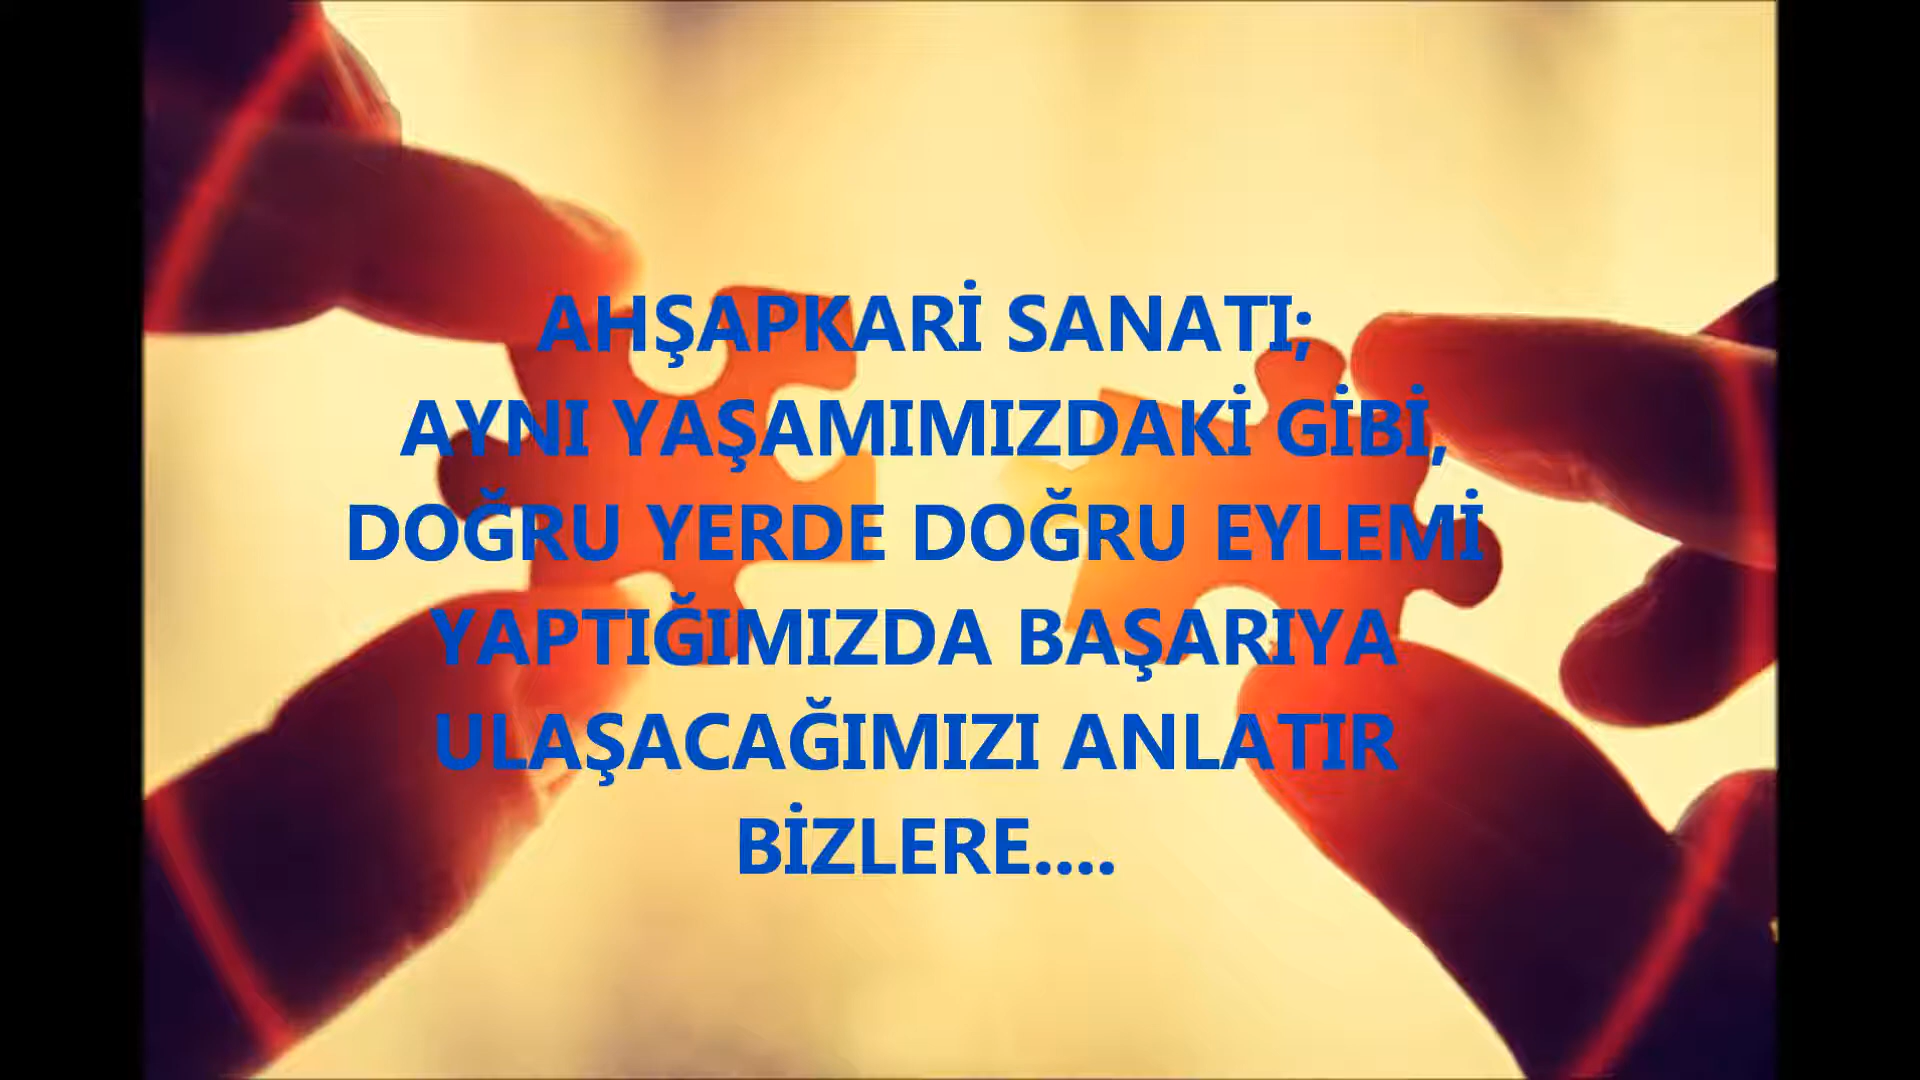 AHŞAPKARİ SANATI;
AYNI YAŞAMIMIZDAKİ GİBİ,
DOĞRU YERDE DOĞRU EYLEMİ
YAPTIĞIMIZDA BAŞARIYA
ULAŞACAĞIMIZI ANLATIR
BİZLERE....